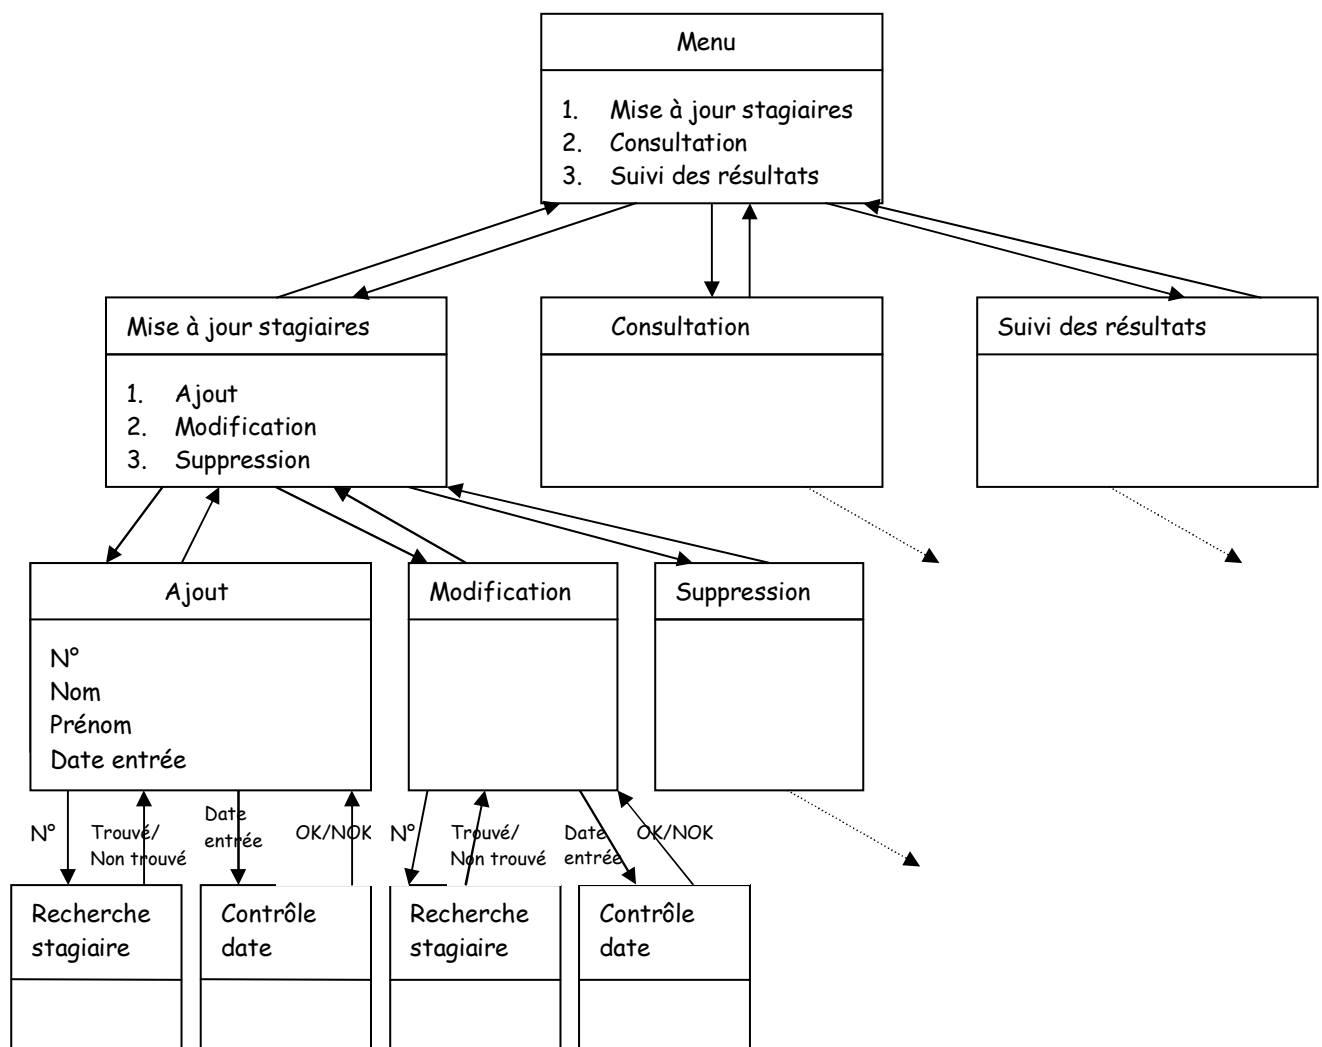 Menu
1. Mise à jour stagiaires
2. Consultation
3. Suivi des résultats
Mise à jour stagiaires
1. Ajout
2. Modification
3. Suppression
Consultation
Suivi des résultats
Ajout
N°
Nom
Prénom
Date entrée
Modification
Suppression
N°
Trouvé/
Non trouvé
Date
entrée
OK/NOK
N°
Trouvé/
Non trouvé
Date
entrée
OK/NOK
Recherche
stagiaire
Contrôle
date
Recherche
stagiaire
Contrôle
date